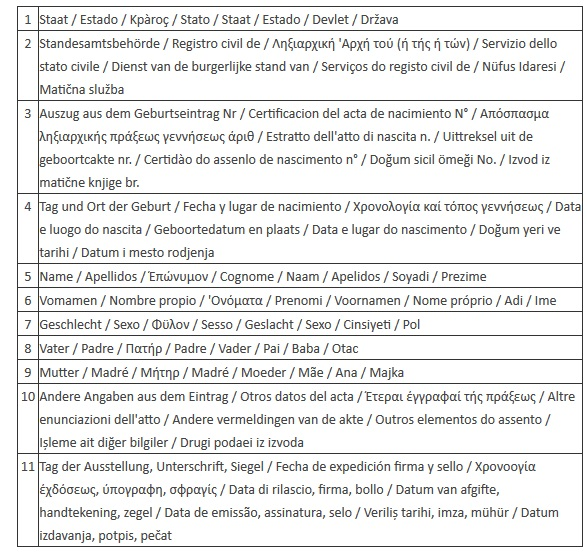 1 Staat / Estado / Kpàroç / Stato / Staat / Estado / Devlet / Država
2 Standesamtsbehörde / Registro civil de / Ληξιαρχική 'Αρχή τού (ή τής ή τών) / Servizio dello
stato civile / Dienst van de burgerlijke stand van / Serviços do registo civil de / Nüfus Idaresi /
Matična služba
3 Auszug aus dem Geburtseintrag Nr / Certificacion del acta de nacimiento N° / Απόσπασμα
ληξιαρχικής πράξεως γεννήσεως άριθ / Estratto dell'atto di nascita n. / Uittreksel uit de
geboortcakte nr. / Certidào do assenlo de nascimento n° / Doğum sicil ömeği No. / Izvod iz
matične knjige br.
4 Tag und Ort der Geburt / Fecha y lugar de nacimiento / Χρονολογία καί τόπος γεννήσεως / Data
e luogo do nascita / Geboortedatum en plaats / Data e lugar do nascimento / Doğum yeri ve
tarihi / Datum i mesto rodjenja
5 Name / Apellidos / Έπώνυμον / Cognome / Naam / Apelidos / Soyadi / Prezime
6 Vomamen / Nombre propio / 'Ονόματα / Prenomi / Voornamen / Nome próprio / Adi / Ime
7 Geschlecht / Sexo / Φΰλον / Sesso / Geslacht / Sexo / Cinsiyeti / Pol
8 Vater / Padre / Πατήρ / Padre / Vader / Pai / Baba / Otac
9 Mutter / Madré / Μήτηρ / Madré / Moeder / Mãe / Ana / Majka
10 Andere Angaben aus dem Eintrag / Otros datos del acta / Έτεραι έγγραφαί τής πράξεως / Altre
enunciazioni dell'atto / Andere vermeldingen van de akte / Outros elementos do assento /
Işleme ait diğer bilgiler / Drugi podaei iz izvoda
11 Tag der Ausstellung, Unterschrift, Siegel / Fecha de expedición firma y sello / Χρονοογία
έχδόσεως, ύπογραφη, σφραγίς / Data di rilascio, firma, bollo / Datum van afgifte,
handtekening, zegel / Data de emissão, assinatura, selo / Veriliş tarihi, imza, mühür / Datum
izdavanja, potpis, pečat